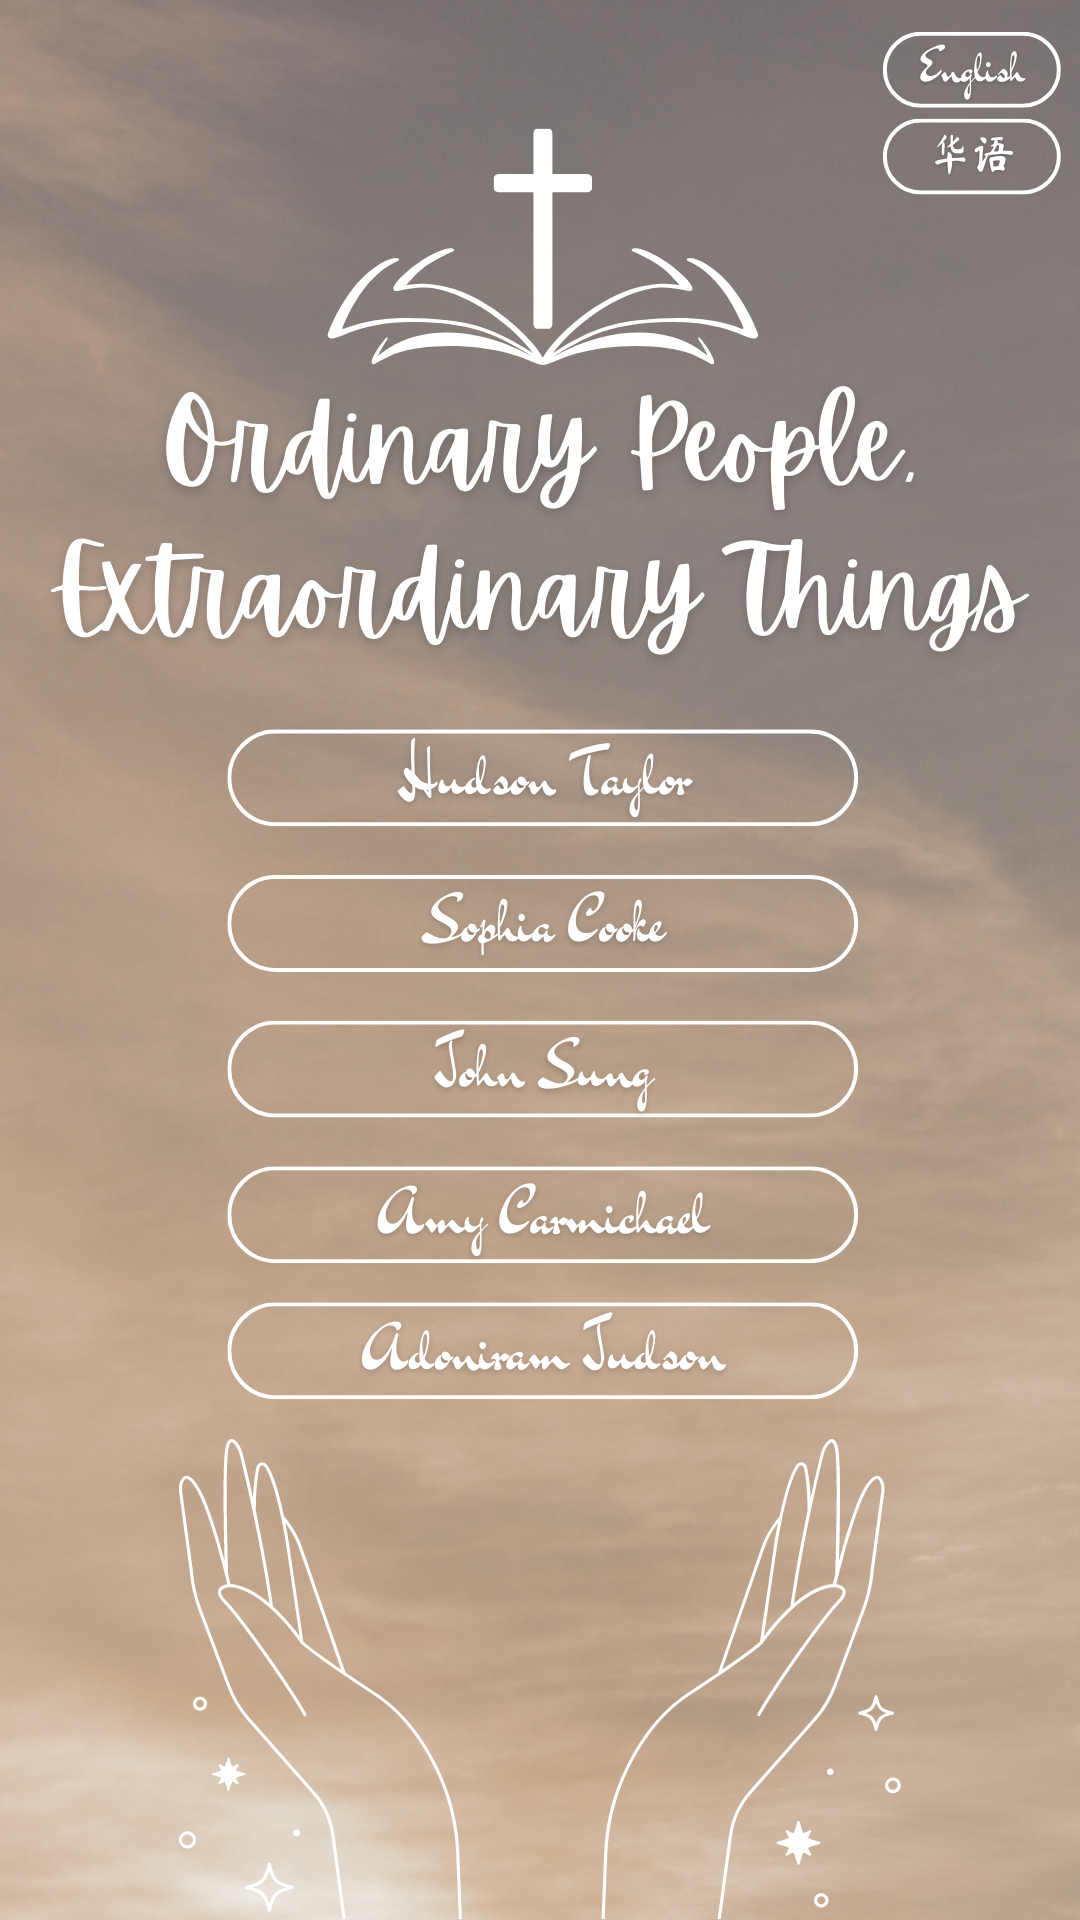 English
华语
Ordinary People,
Extraordinary Things
Hudson Taylor
Sophia Cooke
John Sung
Amy Carmichael
Adoniram Judson